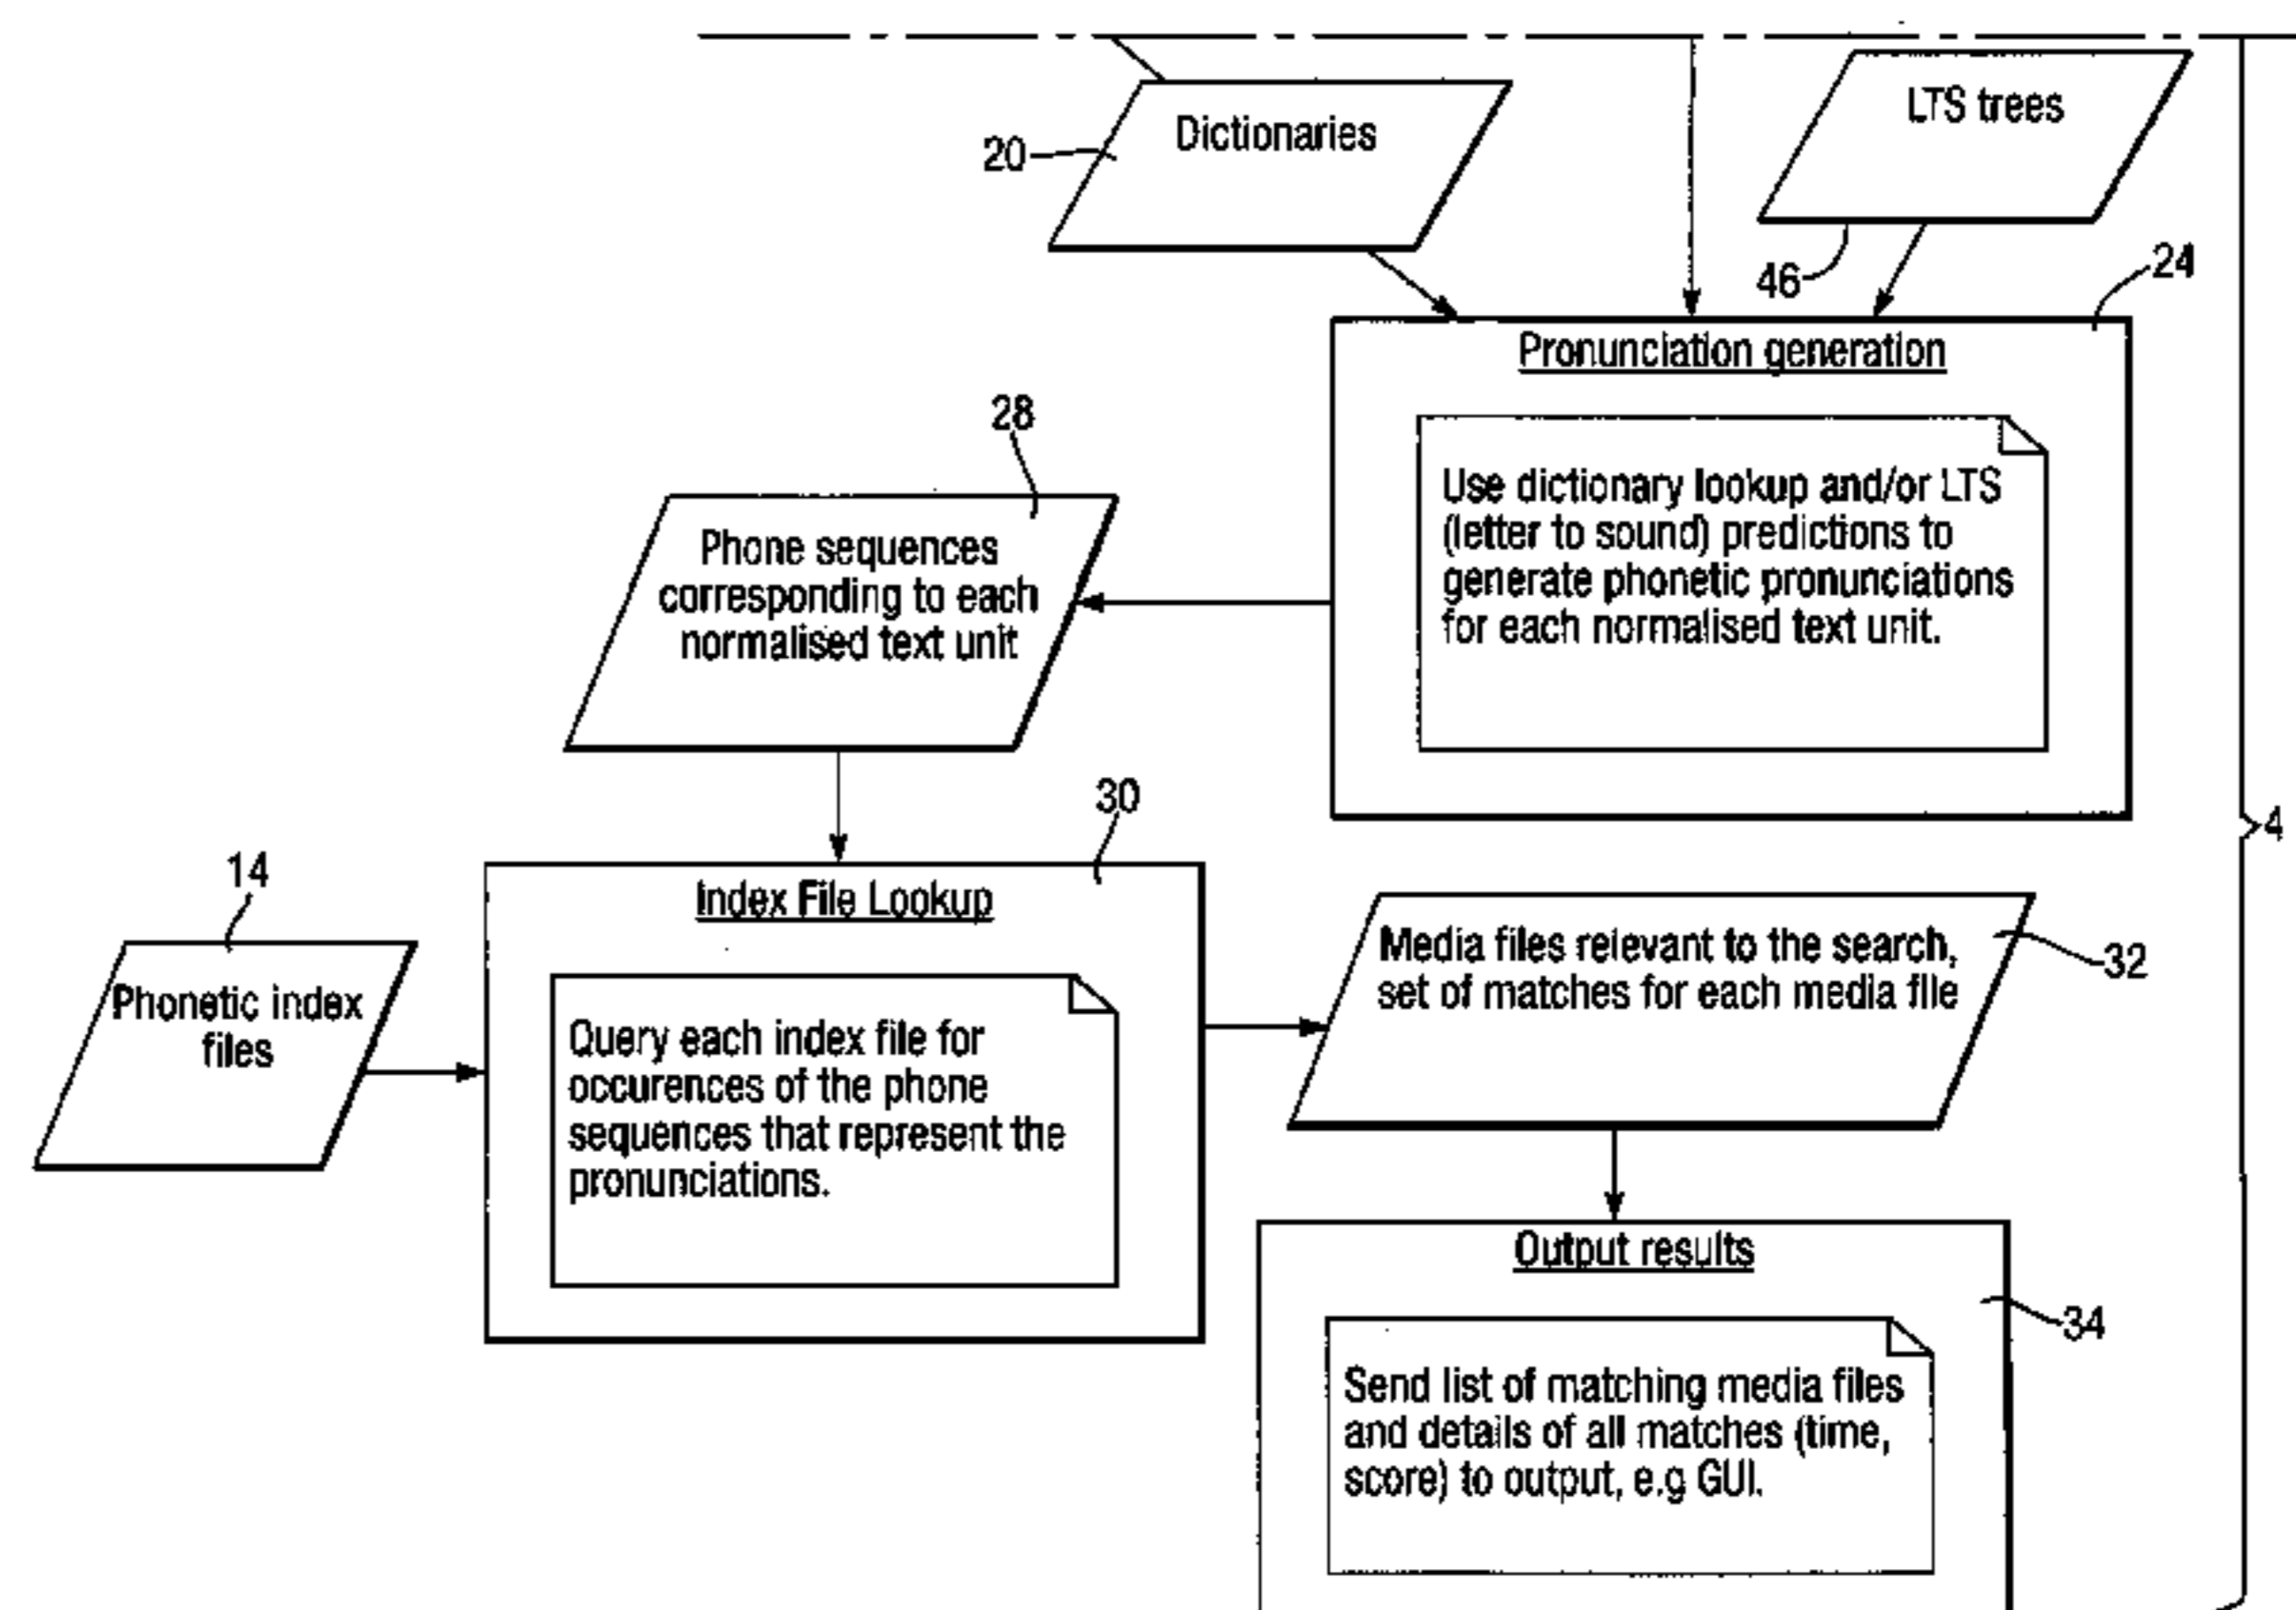 Dictionaries
LTS trees
20
46
24
Pronunciation generation
Use dictionary lookup and/or LTS
(letter to sound) predictions to
generate phonetic pronunciations
for each normalised text unit.
28
Phone sequences
corresponding to each
normalised text unit
30
4
14
Index File Lookup
Phonetic index
files
Query each index file for
occurences of the phone
sequences that represent the
pronunciations.
Media files relevant to the search,
set of matches for each media file
32
Output results
34
Send list of matching media files
and details of all matches (time,
score) to output, e.g GUI.